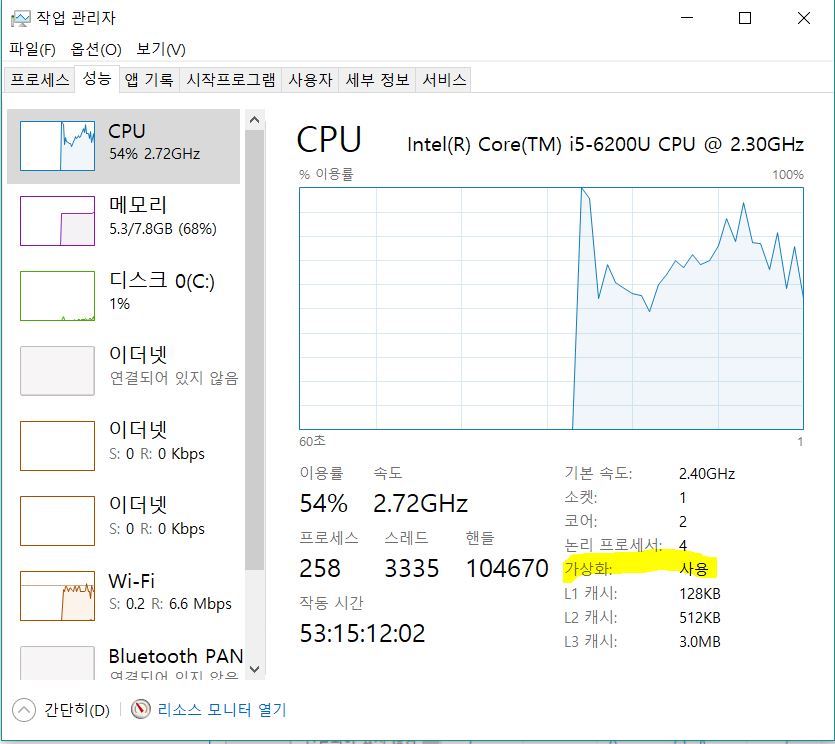 작업 관리자
파일(F) 옵션(O) 보기(V)
프로세스 성능 앱 기록 시작프로그램 사용자 세부 정보 서비스
CPU
54% 2.72GHz
메모리
5.3/7.8GB (68%)
디스크 0(C:)
1%
이더넷
연결되어 있지 않음
이더넷
S: 0 R: 0 Kbps
이더넷
S: 0 R: 0 Kbps
Wi-Fi
S: 0.2 R: 6.6 Mbps
Bluetooth PAN
연결되어 있지 않음
CPU Intel(R) Core(TM) i5-6200U CPU @ 2.30GHz
% 이용률 100%
60초 1
이용률 속도
54% 2.72GHz
프로세스 스레드 핸들
258 3335 104670
작동 시간
53:15:12:02
기본 속도: 2.40GHz
소켓: 1
코어: 2
논리 프로세서: 4
가상화: 사용
L1 캐시: 128KB
L2 캐시: 512KB
L3 캐시: 3.0MB
간단히(D) 리소스 모니터 열기